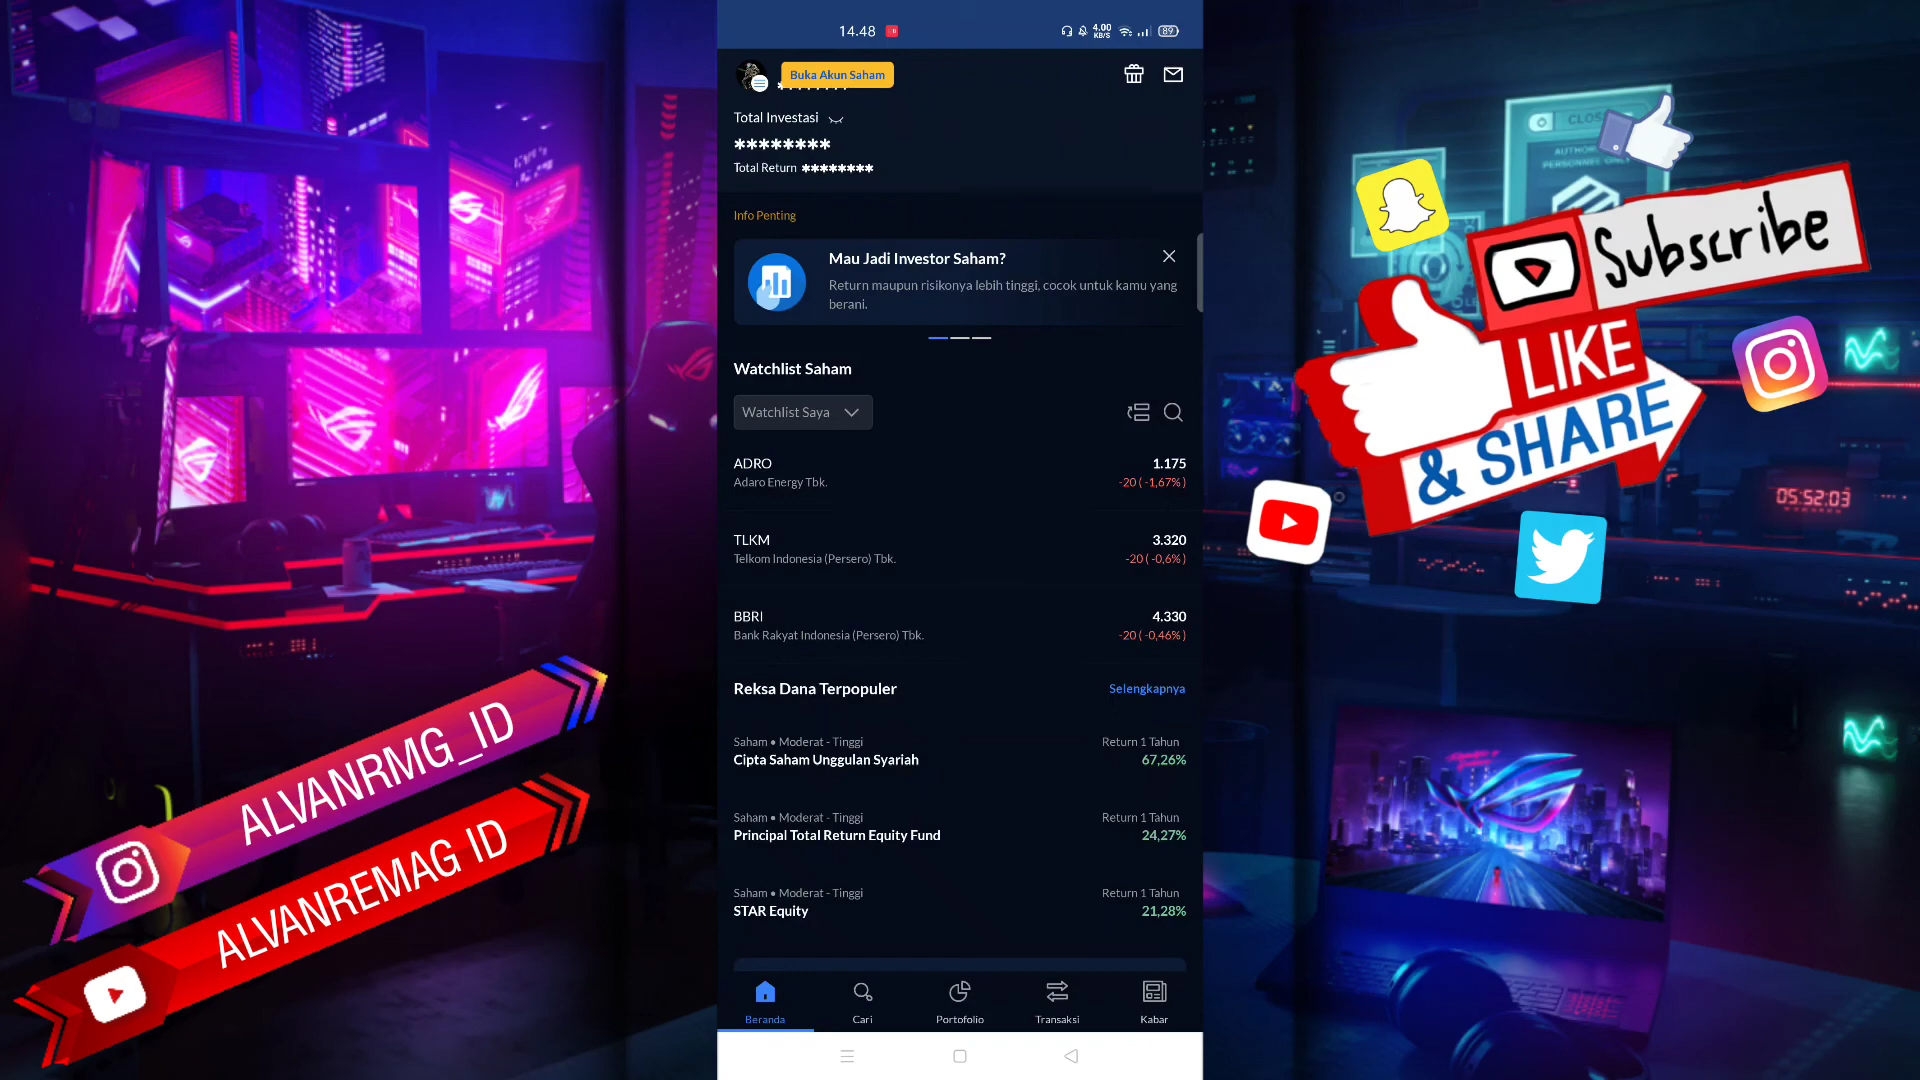 14.48
4.00
KB/S
89
Buka Akun Saham
Total Investasi
********
Total Return ********
Info Penting
Mau Jadi Investor Saham?
Return maupun risikonya lebih tinggi, cocok untuk kamu yang
berani.
Watchlist Saham
Watchlist Saya
ADRO
1.175
Adaro Energy Tbk.
-20 ( -1,67% )
TLKM
3.320
Telkom Indonesia (Persero) Tbk.
-20 ( -0,6% )
BBRI
4.330
Bank Rakyat Indonesia (Persero) Tbk.
-20 ( -0,46% )
Reksa Dana Terpopuler
Selengkapnya
Saham • Moderat - Tinggi
Return 1 Tahun
Cipta Saham Unggulan Syariah
67,26%
Saham • Moderat - Tinggi
Return 1 Tahun
Principal Total Return Equity Fund
24,27%
Saham • Moderat - Tinggi
Return 1 Tahun
STAR Equity
21,28%
Beranda
Cari
Portofolio
Transaksi
Kabar
ALVANRMG_ID
ALVANREMAG ID
Subscribe
LIKE
& SHARE
05:52:03